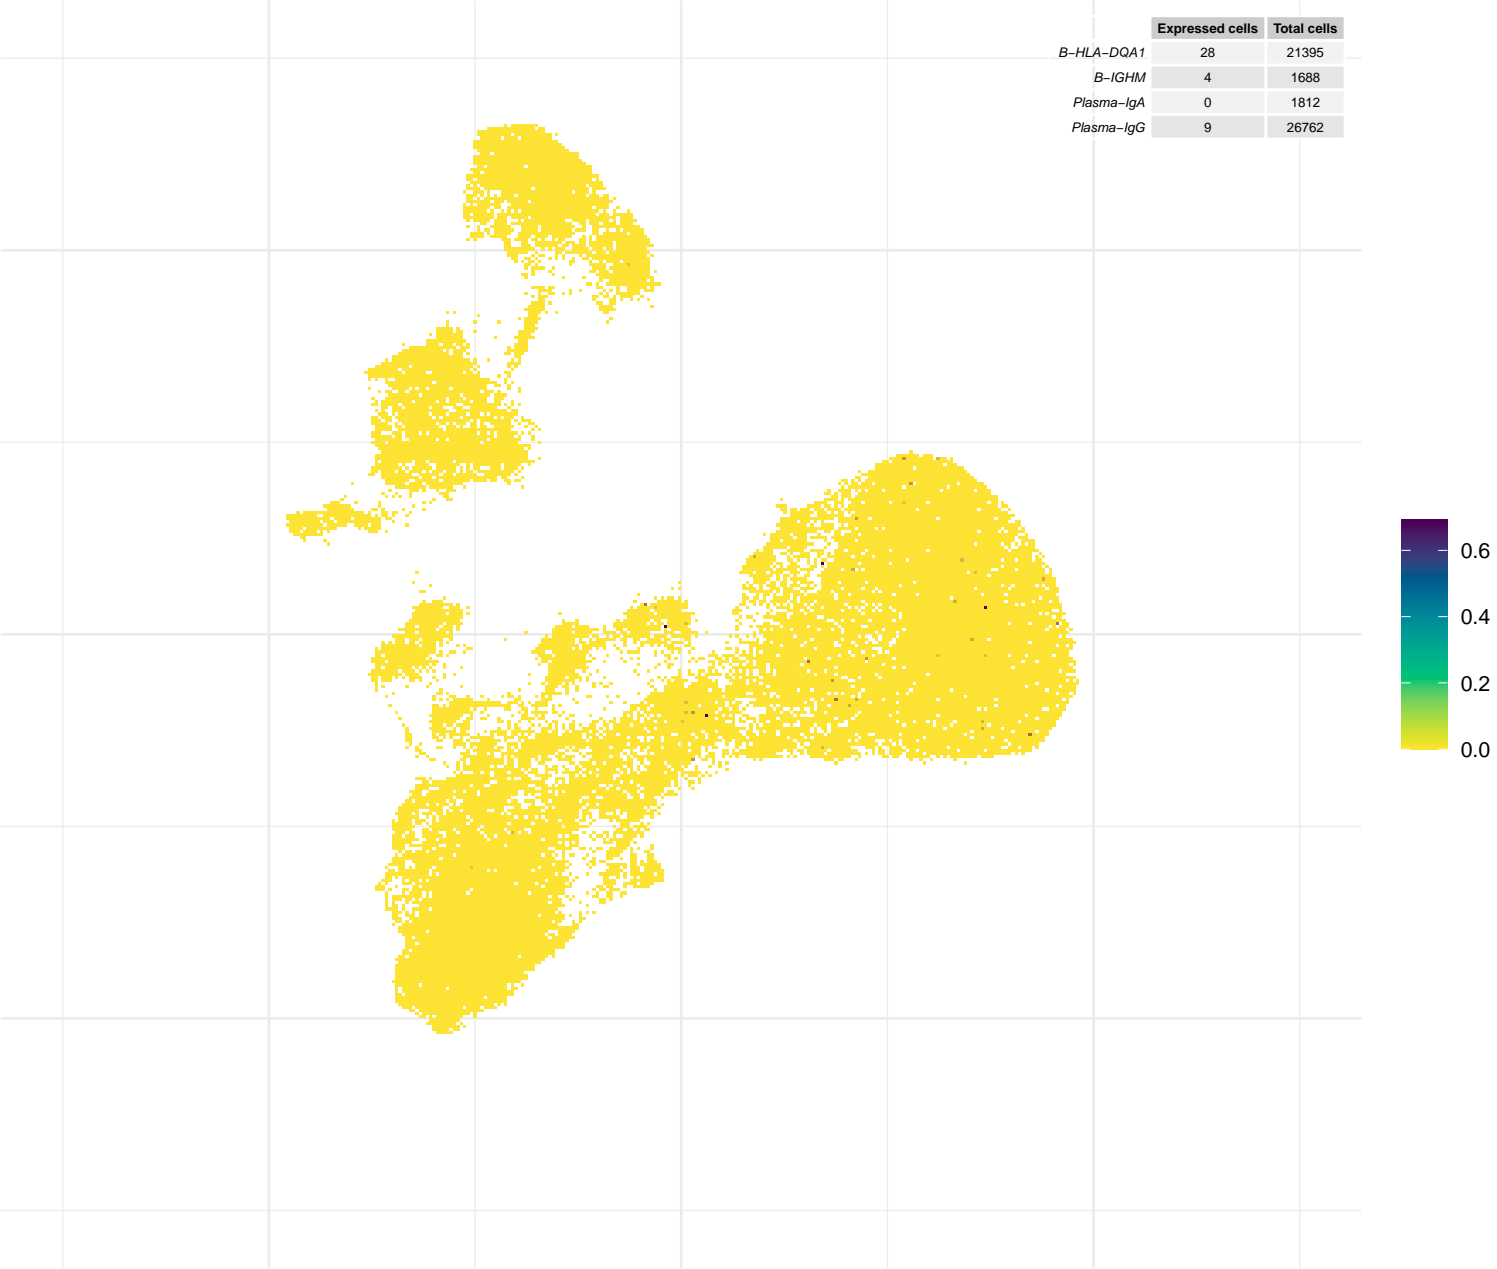 Expressed cells Total cells
B−HLA−DQA1 28 21395
B−IGHM 4 1688
Plasma−IgA 0 1812
Plasma−IgG 9 26762
0.6
0.4
0.2
0.0